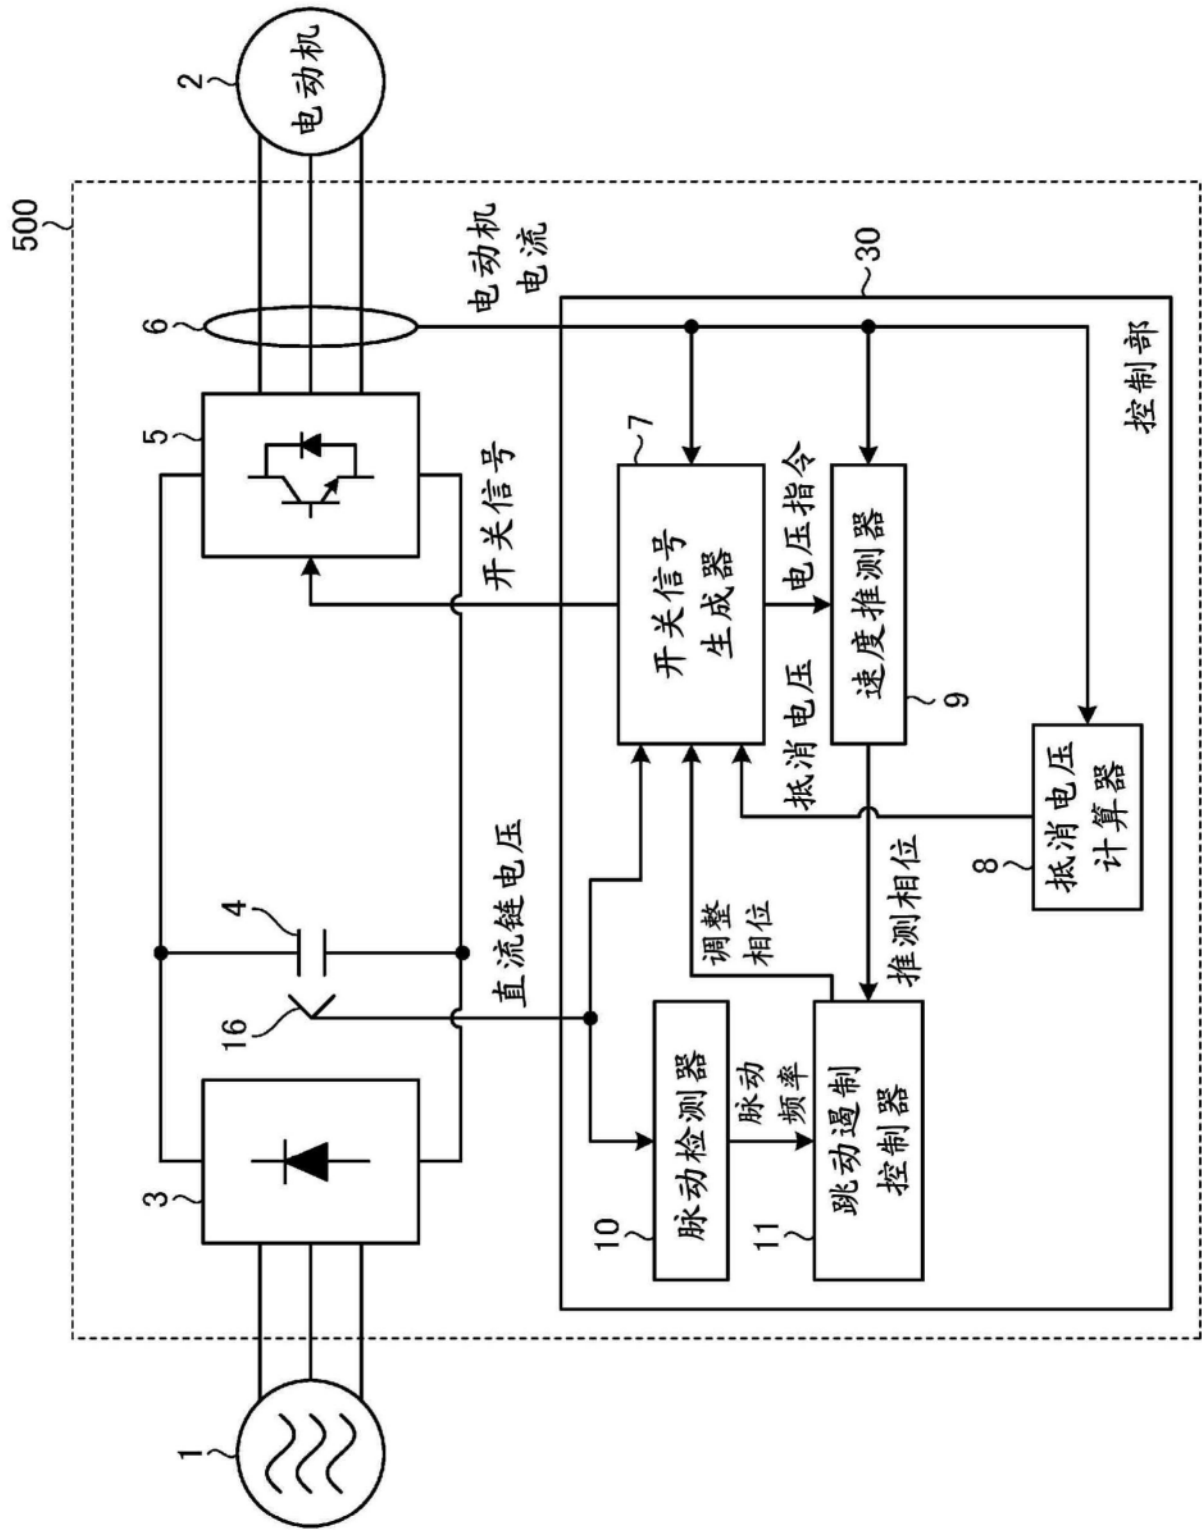 500
1
3
16
4
5
6
2
电动机
电动机
电流
直流链电压
开关信号
30
10
脉动检测器
脉动
频率
11
跳动遏制
控制器
调整
相位
7
开关信号
生成器
抵消电压
电压指令
推测相位
速度推测器
9
8
抵消电压
计算器
控制部